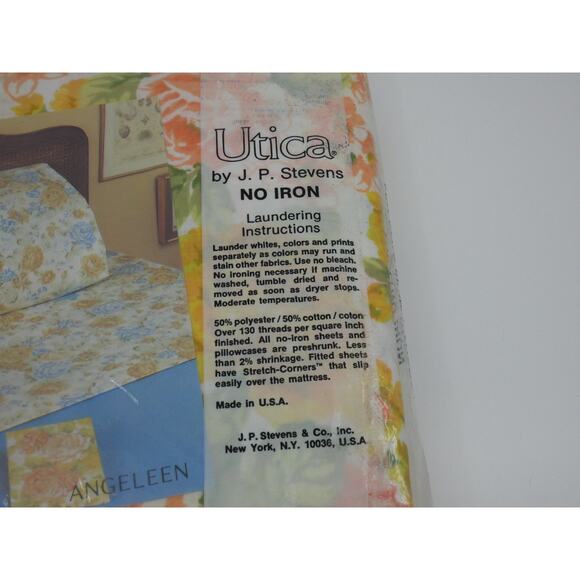 Utica®
by J. P. Stevens
NO IRON
Laundering
Instructions
Launder whites, colors and prints
separately as colors may run and
stain other fabrics. Use no bleach.
No ironing necessary if machine
washed, tumble dried and re-
moved as soon as dryer stops.
Moderate temperatures.
50% polyester / 50% cotton / coton
Over 130 threads per square inch
finished. All no-iron sheets and
pillowcases are preshrunk. Less
than 2% shrinkage. Fitted sheets
have Stretch-Corners™ that slip
easily over the mattress.
Made in U.S.A.
J. P. Stevens & Co., Inc.
New York, N.Y. 10036, U.S.A
ANGELEEN